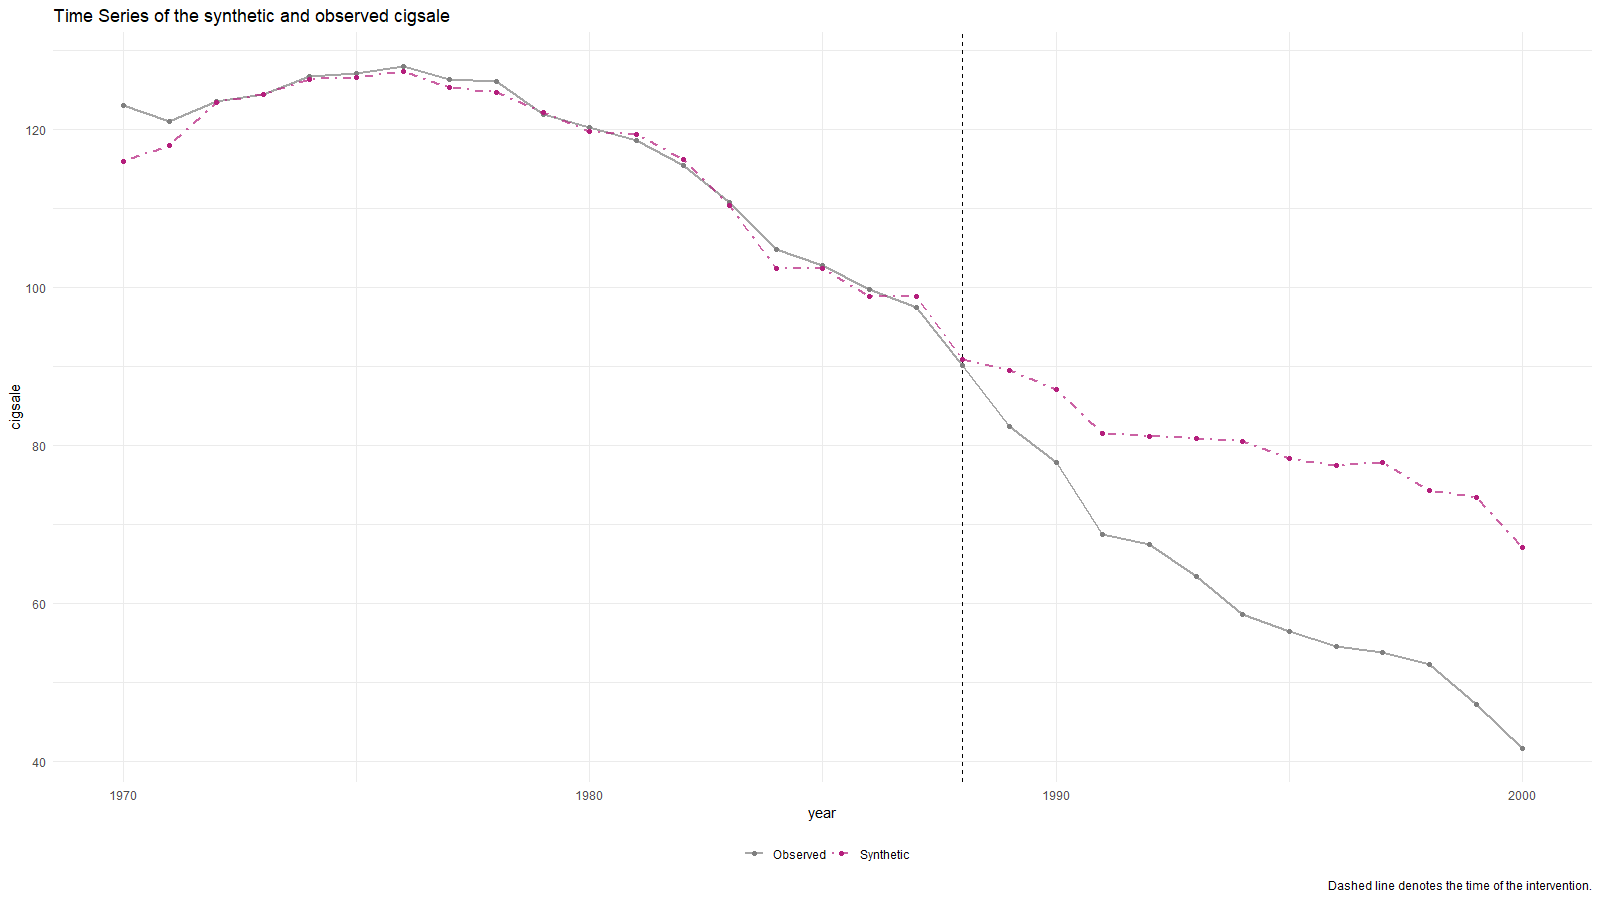 Time Series of the synthetic and observed cigsale
120
100
80
60
40
cigsale
1970 1980 1990 2000
year
Observed Synthetic
Dashed line denotes the time of the intervention.